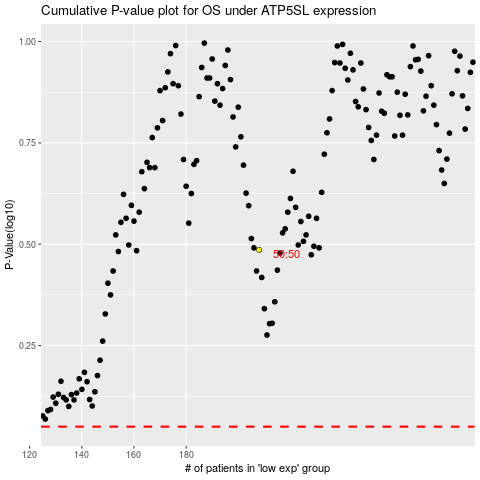 Cumulative P-value plot for OS under ATP5SL expression
1.00
0.75
0.50
0.25
P-Value(log10)
50:50
120 140 160 180
# of patients in 'low exp' group